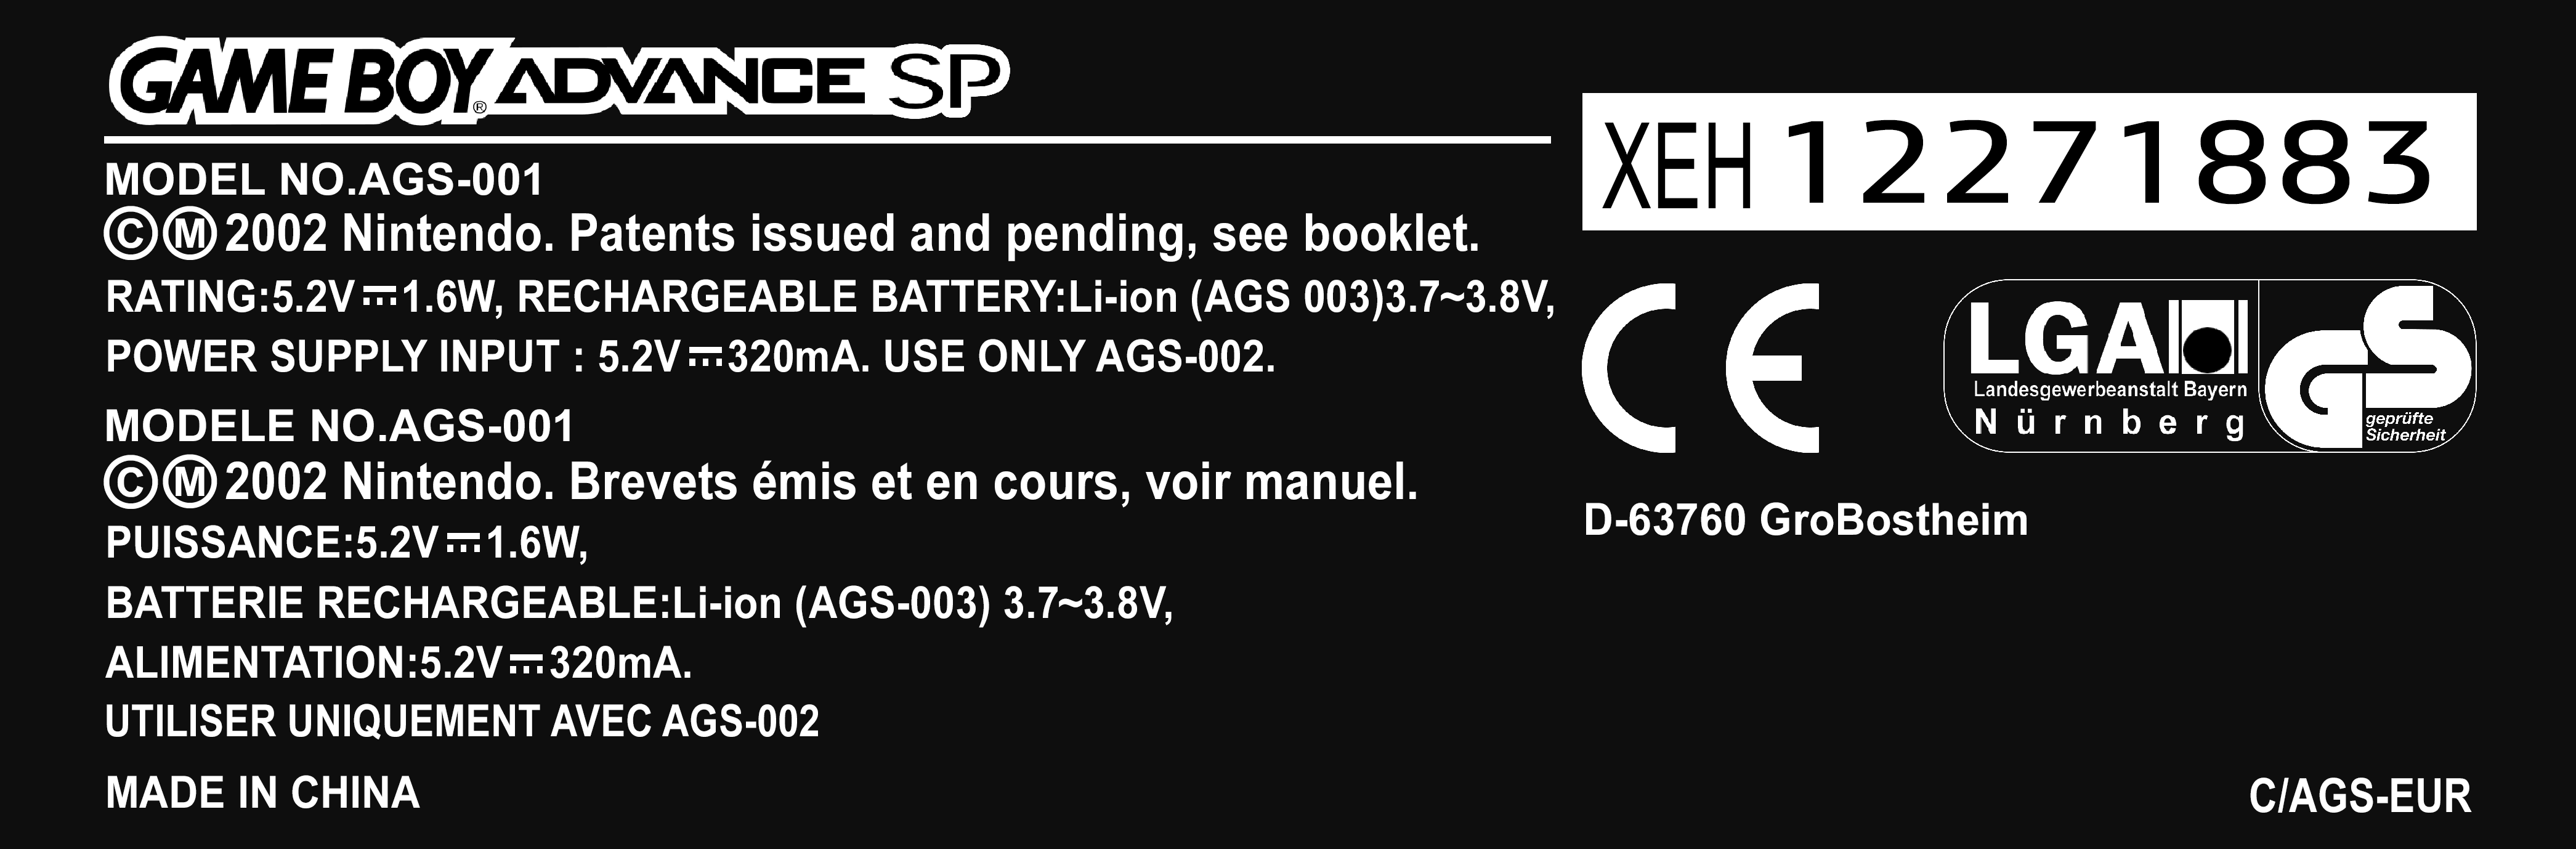 GAME BOY® ADVANCE SP
MODEL NO.AGS-001
ⒸⓂ2002 Nintendo. Patents issued and pending, see booklet.
RATING:5.2V⎓1.6W, RECHARGEABLE BATTERY:Li-ion (AGS 003)3.7~3.8V,
POWER SUPPLY INPUT : 5.2V⎓320mA. USE ONLY AGS-002.
MODELE NO.AGS-001
ⒸⓂ2002 Nintendo. Brevets émis et en cours, voir manuel.
PUISSANCE:5.2V⎓1.6W,
BATTERIE RECHARGEABLE:Li-ion (AGS-003) 3.7~3.8V,
ALIMENTATION:5.2V⎓320mA.
UTILISER UNIQUEMENT AVEC AGS-002
MADE IN CHINA
XEH 12271883
CE
LGA
Landesgewerbeanstalt Bayern
Nürnberg
GS
geprüfte
Sicherheit
D-63760 GroBostheim
C/AGS-EUR